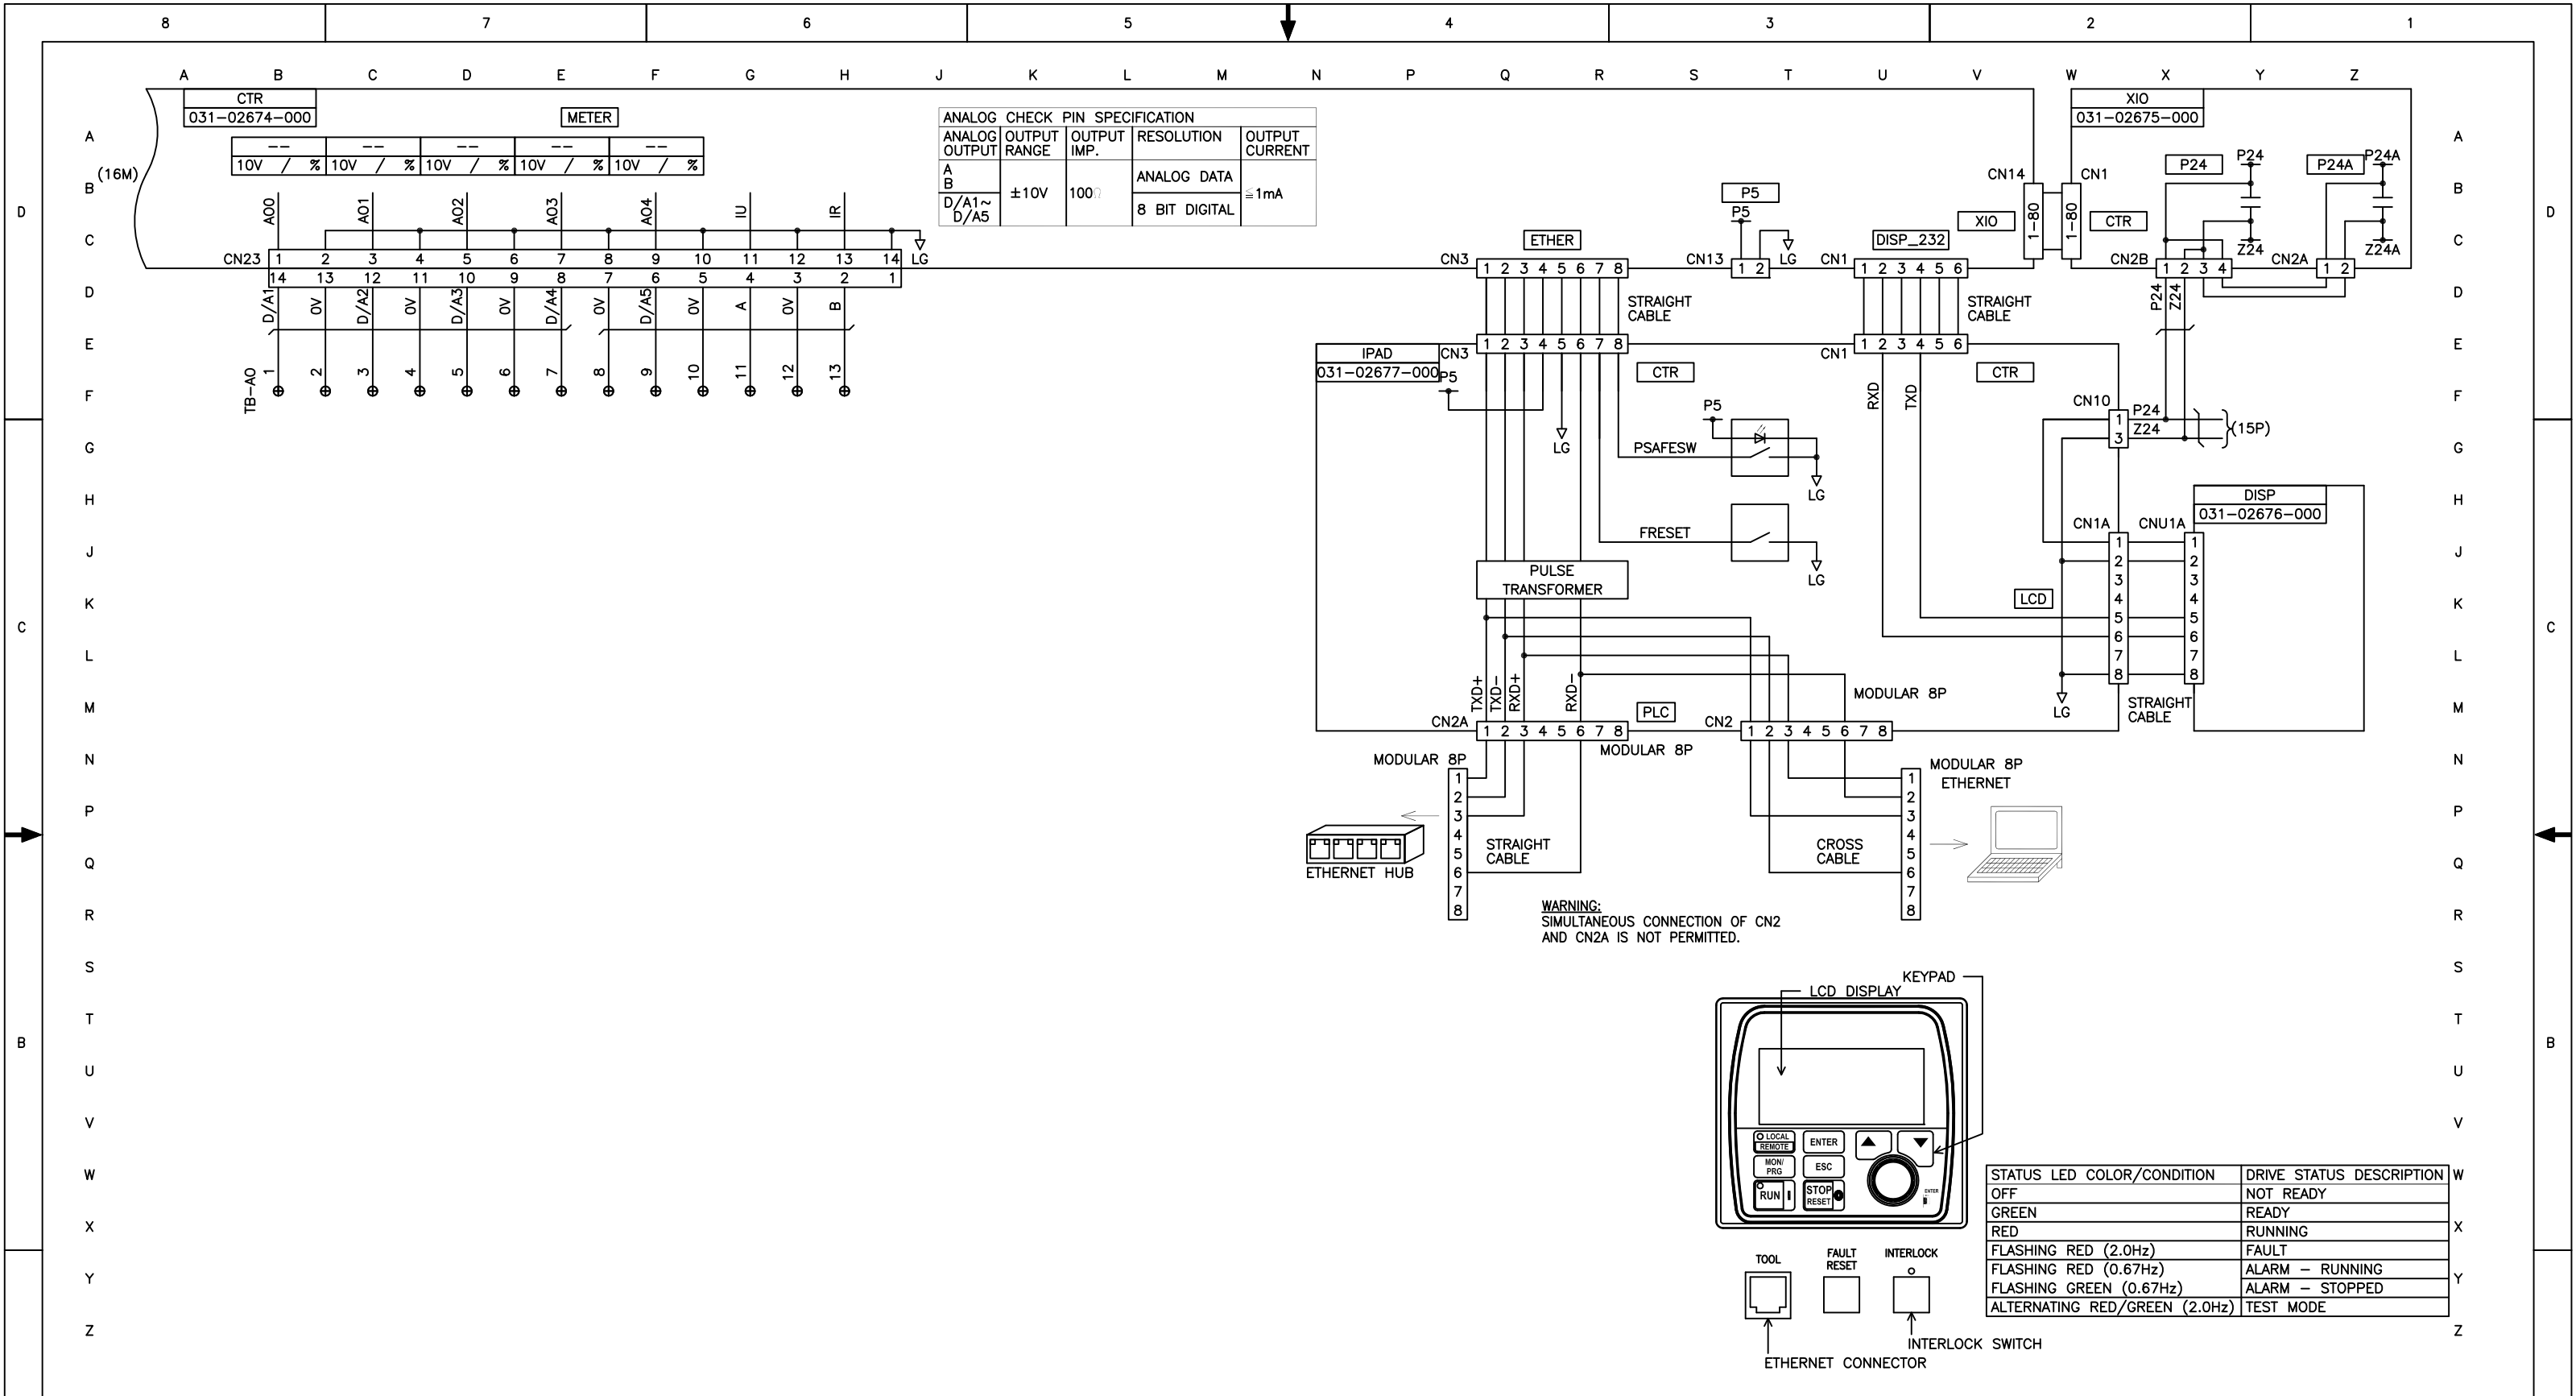 8 7 6 5 4 3 2 1
A B C D E F G H J K L M N P Q R S T U V W X Y Z
CTR
031-02674-000
METER
-- -- -- -- --
10V / % 10V / % 10V / % 10V / % 10V / %
(16M)
AO0 AO1 AO2 AO3 AO4 IU IR
CN23 1 2 3 4 5 6 7 8 9 10 11 12 13 14 LG
14 13 12 11 10 9 8 7 6 5 4 3 2 1
D/A1 0V D/A2 0V D/A3 0V D/A4 0V D/A5 0V A 0V B
TB-AO 1 2 3 4 5 6 7 8 9 10 11 12 13
ANALOG CHECK PIN SPECIFICATION
ANALOG OUTPUT
OUTPUT RANGE
OUTPUT IMP.
RESOLUTION
OUTPUT CURRENT
A
B
D/A1~
D/A5
±10V
100Ω
ANALOG DATA
8 BIT DIGITAL
≦1mA
ETHER
CN3 1 2 3 4 5 6 7 8
STRAIGHT
CABLE
P5
P5
CN13 1 2
LG
DISP_232
CN1 1 2 3 4 5 6
STRAIGHT
CABLE
XIO
CN14
1-80
XIO
031-02675-000
CN1
1-80
CTR
P24
P24
Z24
P24A
P24A
Z24A
CN2B 1 2 3 4
CN2A 1 2
P24
Z24
IPAD
031-02677-000
CN3 1 2 3 4 5 6 7 8
P5
LG
CTR
CN1 1 2 3 4 5 6
CTR
RXD
TXD
P5
PSAFESW
LG
FRESET
LG
PULSE
TRANSFORMER
CN10
1
3
P24
Z24
(15P)
DISP
031-02676-000
CN1A
1
2
3
4
5
6
7
8
CNU1A
1
2
3
4
5
6
7
8
LCD
LG
STRAIGHT
CABLE
TXD+
TXD-
RXD+
RXD-
PLC
MODULAR 8P
CN2A 1 2 3 4 5 6 7 8
MODULAR 8P
CN2 1 2 3 4 5 6 7 8
MODULAR 8P
1
2
3
4
5
6
7
8
STRAIGHT
CABLE
ETHERNET HUB
MODULAR 8P
ETHERNET
1
2
3
4
5
6
7
8
CROSS
CABLE
WARNING:
SIMULTANEOUS CONNECTION OF CN2
AND CN2A IS NOT PERMITTED.
KEYPAD
LCD DISPLAY
LOCAL
REMOTE
ENTER
MON/
PRG
ESC
RUN
STOP
RESET
ENTER
TOOL
FAULT
RESET
INTERLOCK
INTERLOCK SWITCH
ETHERNET CONNECTOR
STATUS LED COLOR/CONDITION DRIVE STATUS DESCRIPTION
OFF NOT READY
GREEN READY
RED RUNNING
FLASHING RED (2.0Hz) FAULT
FLASHING RED (0.67Hz) ALARM - RUNNING
FLASHING GREEN (0.67Hz) ALARM - STOPPED
ALTERNATING RED/GREEN (2.0Hz) TEST MODE
A
B
C
D
E
F
G
H
J
K
L
M
N
P
Q
R
S
T
U
V
W
X
Y
Z
A
B
C
D
E
F
G
H
J
K
L
M
N
P
Q
R
S
T
U
V
W
X
Y
Z
D
C
B
D
C
B